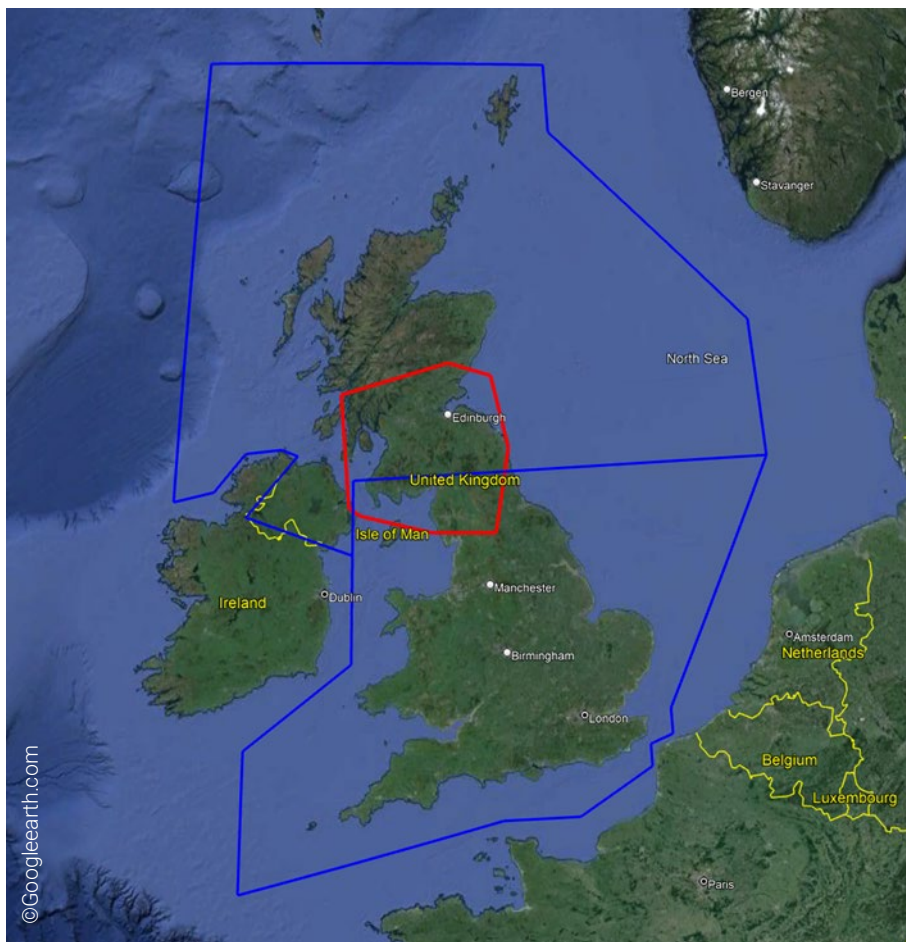 Bergen
Stavanger
North Sea
Edinburgh
United Kingdom
Isle of Man
Manchester
Ireland
Dublin
Amsterdam
Netherlands
Birmingham
London
Belgium
Luxembourg
Paris
©Googleearth.com